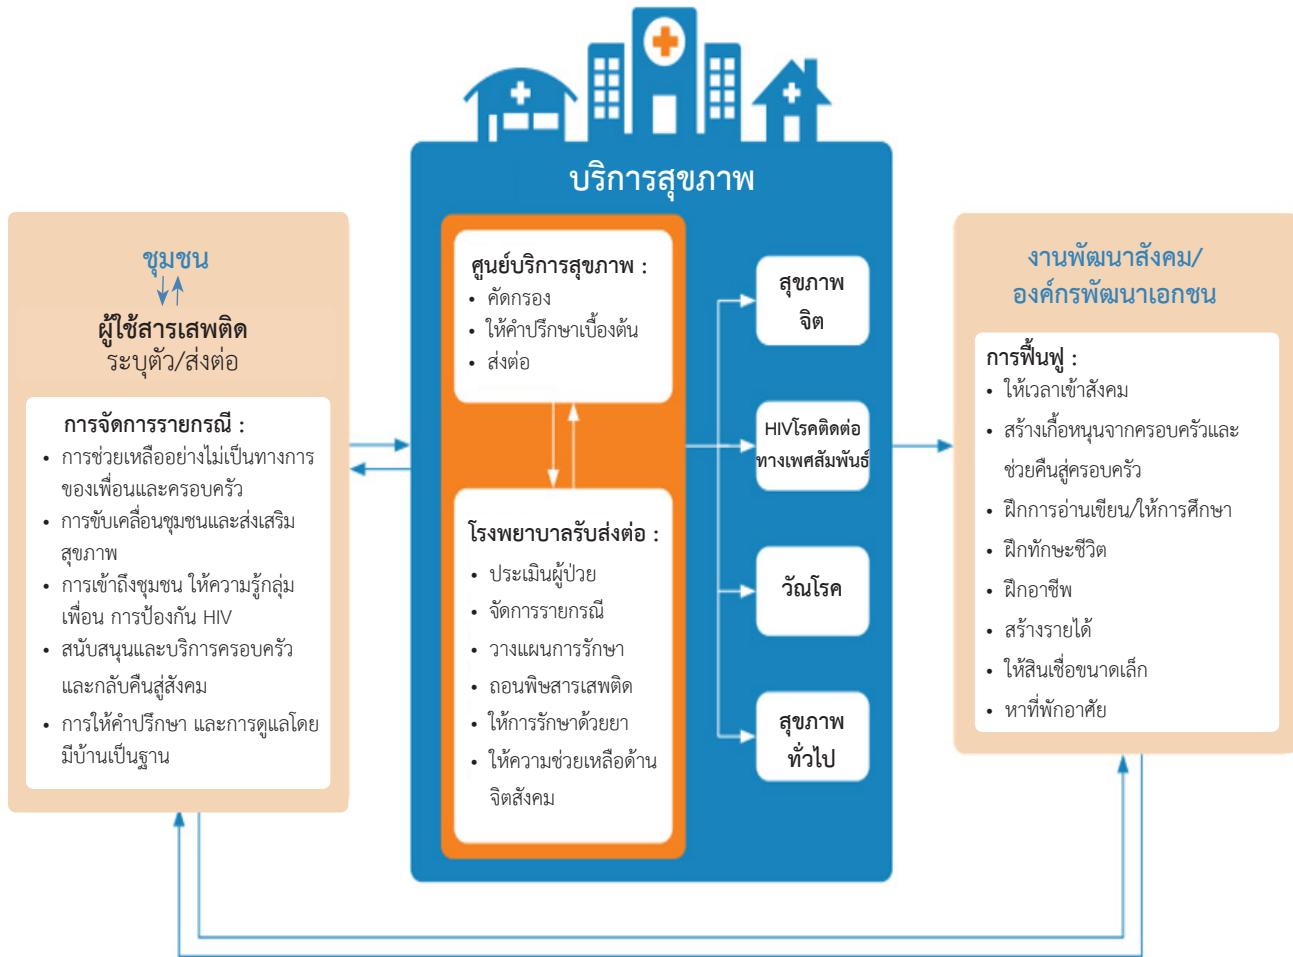 บริการสุขภาพ
ชุมชน
ผู้ใช้สารเสพติด
ระบุตัว/ส่งต่อ
การจัดการรายกรณี :
• การช่วยเหลืออย่างไม่เป็นทางการ
ของเพื่อนและครอบครัว
• การขับเคลื่อนชุมชนและส่งเสริม
สุขภาพ
• การเข้าถึงชุมชน ให้ความรู้กลุ่ม
เพื่อน การป้องกัน HIV
• สนับสนุนและบริการครอบครัว
และกลับคืนสู่สังคม
• การให้คำปรึกษา และการดูแลโดย
มีบ้านเป็นฐาน
ศูนย์บริการสุขภาพ :
• คัดกรอง
• ให้คำปรึกษาเบื้องต้น
• ส่งต่อ
โรงพยาบาลรับส่งต่อ :
• ประเมินผู้ป่วย
• จัดการรายกรณี
• วางแผนการรักษา
• ถอนพิษสารเสพติด
• ให้การรักษาด้วยยา
• ให้ความช่วยเหลือด้าน
จิตสังคม
สุขภาพ
จิต
HIVโรคติดต่อ
ทางเพศสัมพันธ์
วัณโรค
สุขภาพ
ทั่วไป
งานพัฒนาสังคม/
องค์กรพัฒนาเอกชน
การฟื้นฟู :
• ให้เวลาเข้าสังคม
• สร้างเกื้อหนุนจากครอบครัวและ
ช่วยคืนสู่ครอบครัว
• ฝึกการอ่านเขียน/ให้การศึกษา
• ฝึกทักษะชีวิต
• ฝึกอาชีพ
• สร้างรายได้
• ให้สินเชื่อขนาดเล็ก
• หาที่พักอาศัย